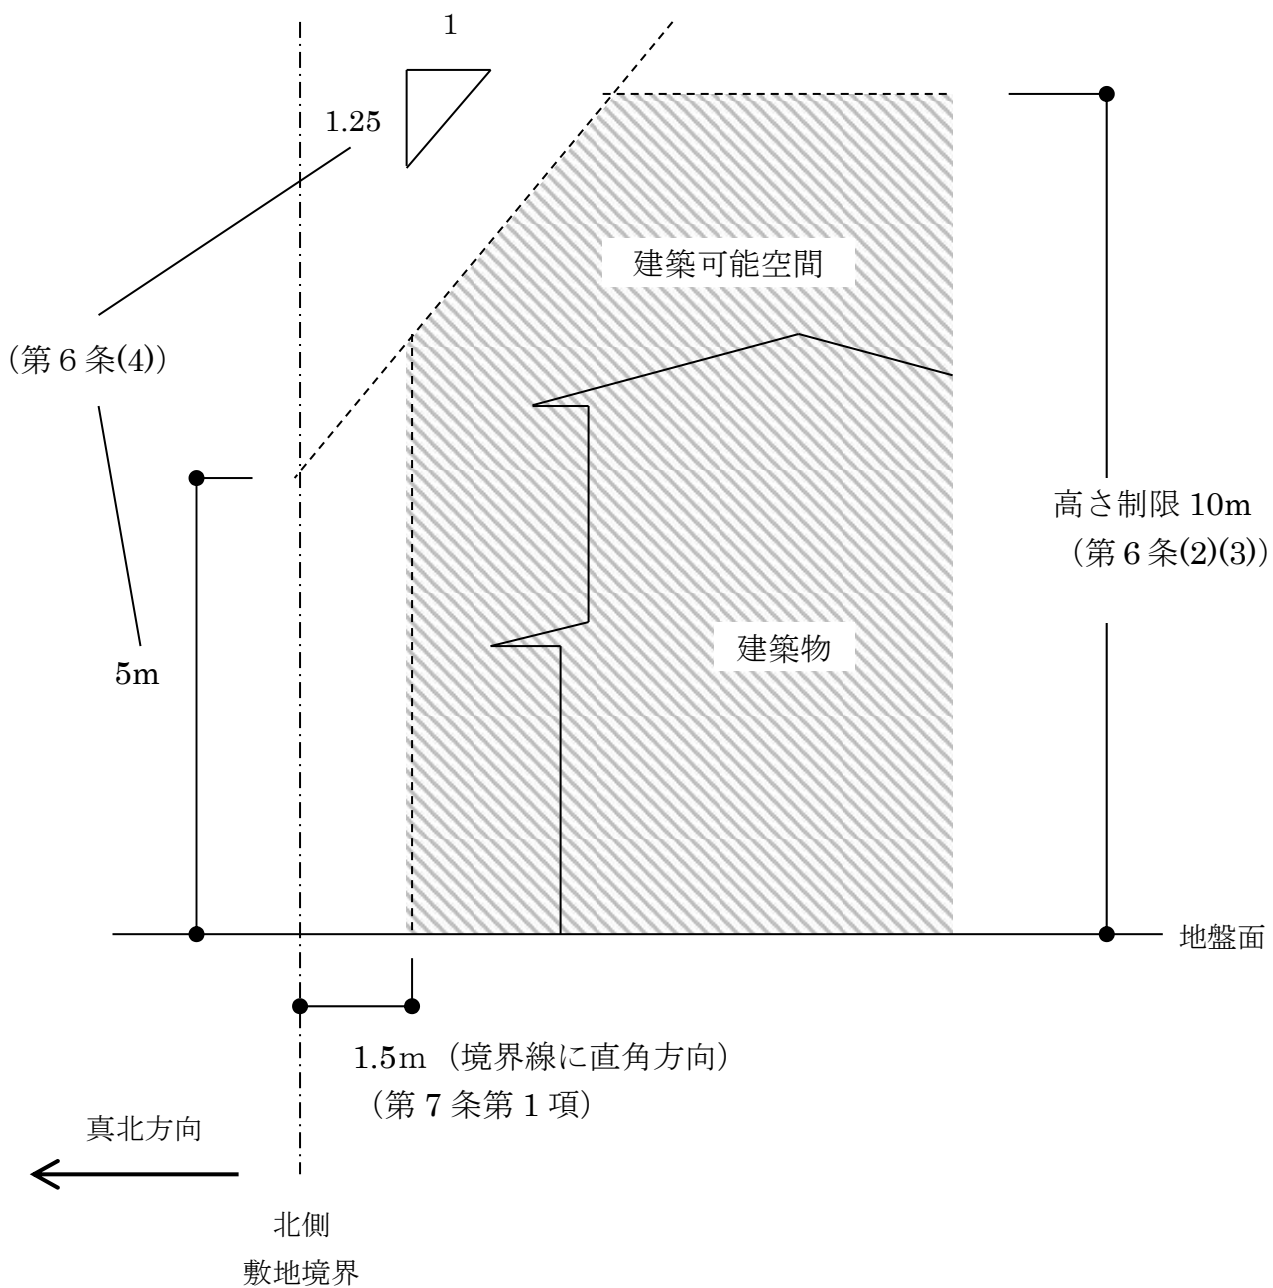 1
1.25
建築可能空間
（第６条(4)）
高さ制限 10m
（第 6 条(2)(3)）
建築物
5m
地盤面
1.5ｍ（境界線に直角方向）
（第 7 条第 1 項）
真北方向
北側
敷地境界